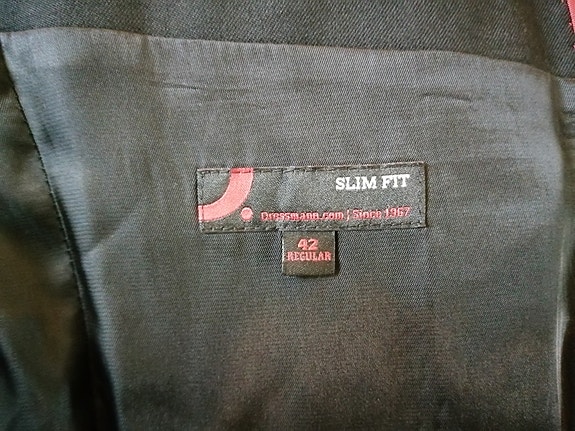 SLIM FIT
Dressmann.com | Since 1967
42
REGULAR